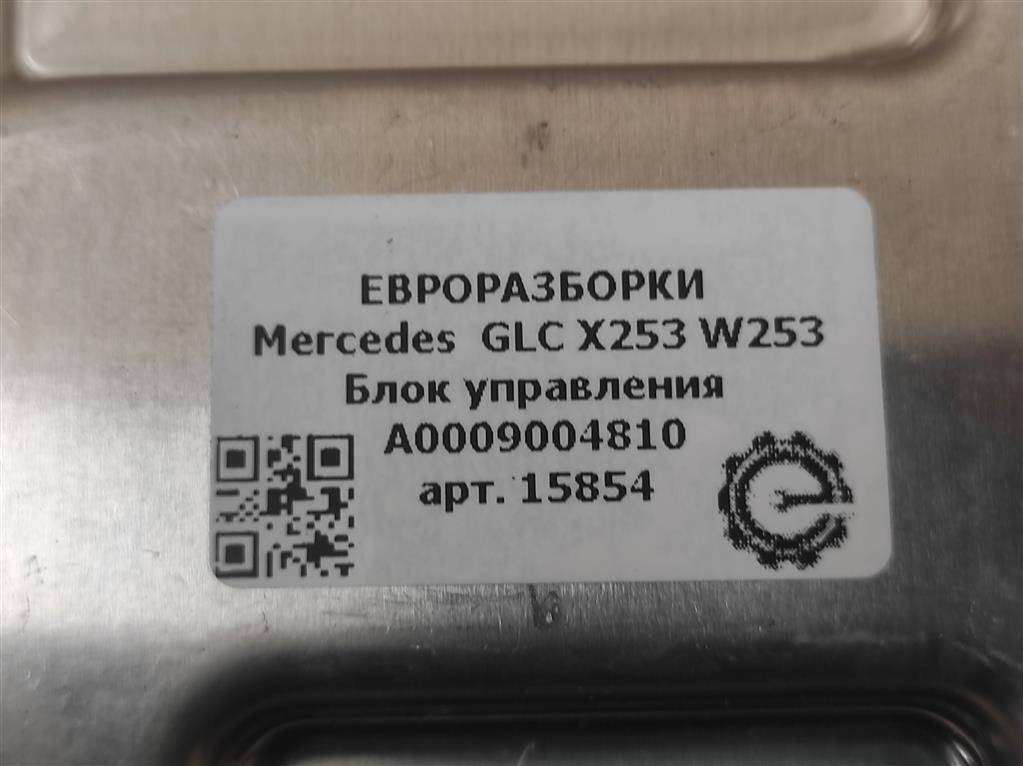 ЕВРОРАЗБОРКИ
Mercedes GLC X253 W253
Блок управления
A0009004810
арт. 15854